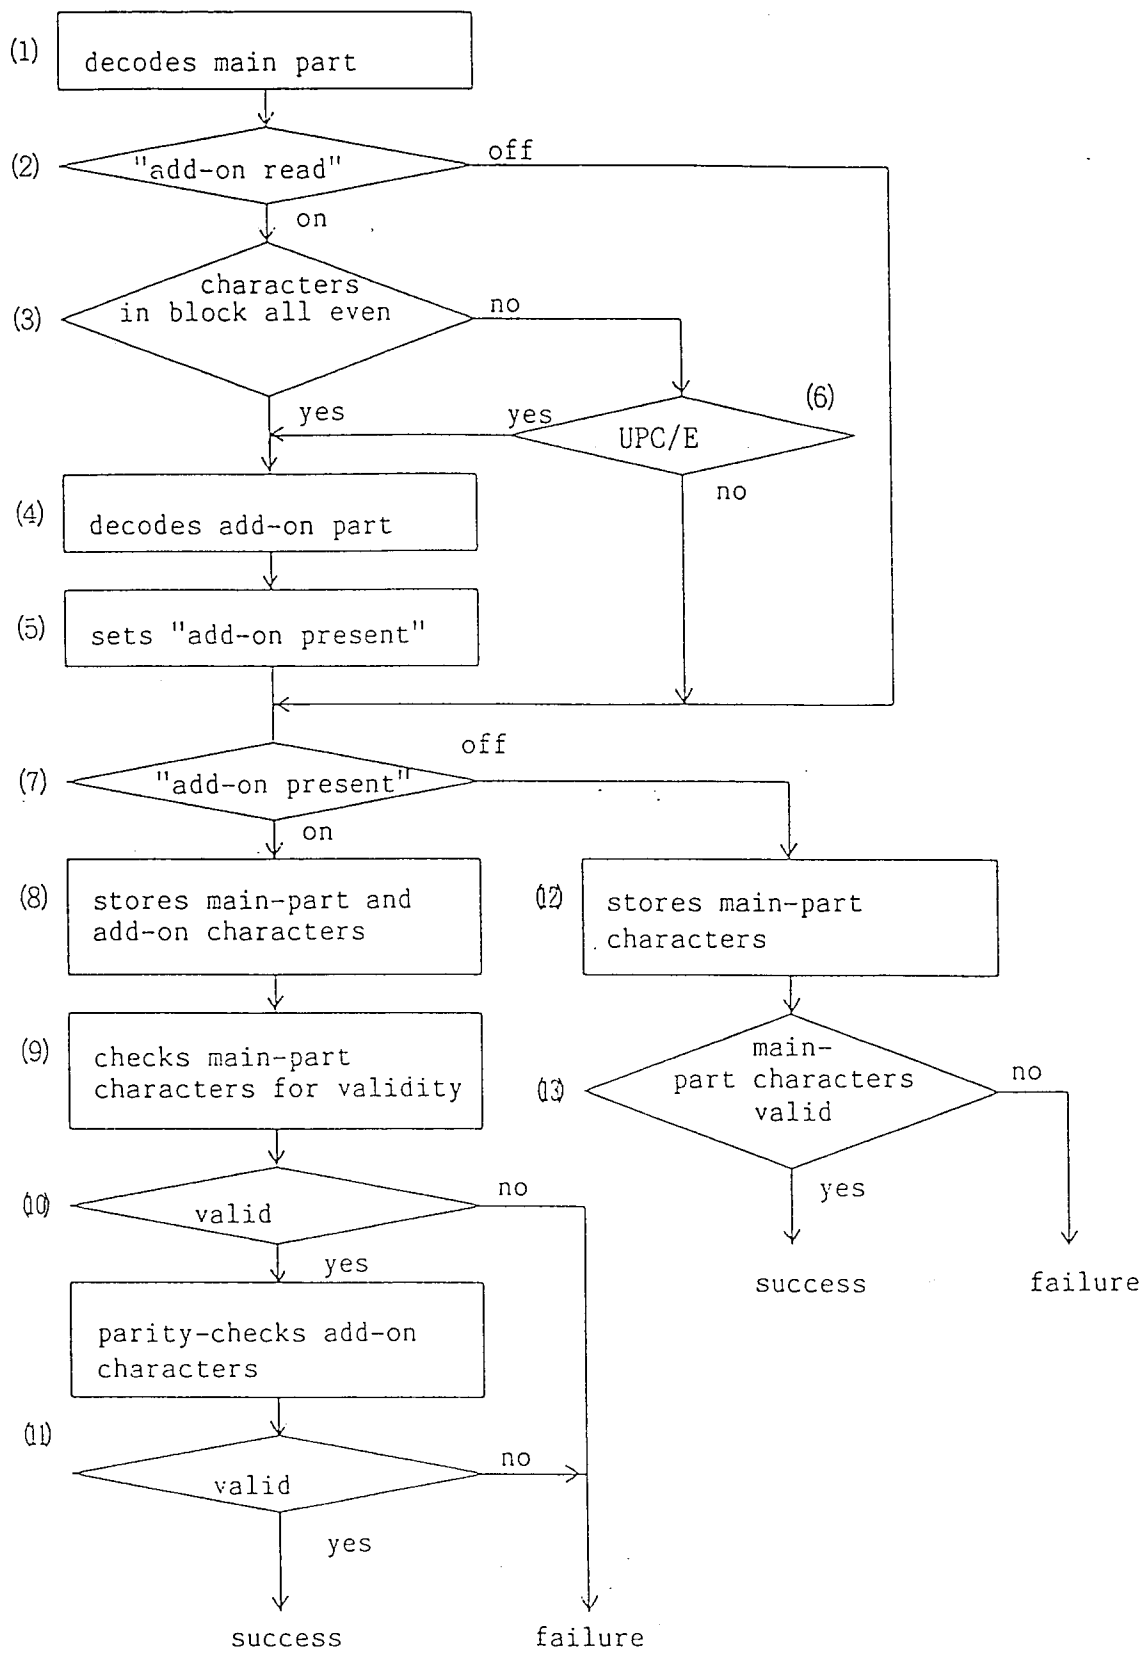 (1)
decodes main part
(2)
"add-on read"
off
on
(3)
characters
in block all even
no
yes
yes
(6)
UPC/E
no
(4)
decodes add-on part
(5)
sets "add-on present"
(7)
"add-on present"
off
on
(8)
stores main-part and
add-on characters
(12)
stores main-part
characters
(9)
checks main-part
characters for validity
(13)
main-
part characters
valid
no
yes
success
failure
(10)
valid
no
yes
parity-checks add-on
characters
(11)
valid
no
yes
success
failure